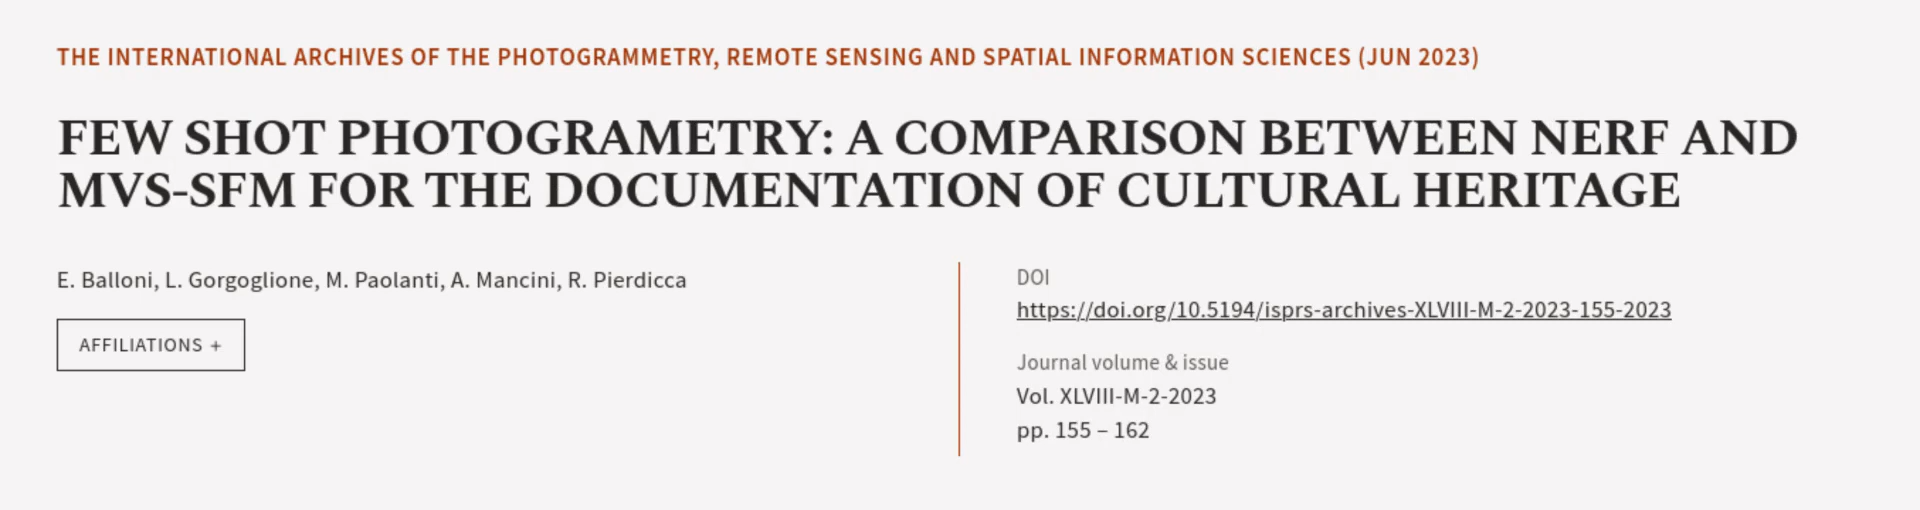 THE INTERNATIONAL ARCHIVES OF THE PHOTOGRAMMETRY, REMOTE SENSING AND SPATIAL INFORMATION SCIENCES (JUN 2023)
FEW SHOT PHOTOGRAMETRY: A COMPARISON BETWEEN NERF AND
MVS-SFM FOR THE DOCUMENTATION OF CULTURAL HERITAGE
E. Balloni, L. Gorgoglione, M. Paolanti, A. Mancini, R. Pierdicca
AFFILIATIONS +
DOI
https://doi.org/10.5194/isprs-archives-XLVIII-M-2-2023-155-2023
Journal volume & issue
Vol. XLVIII-M-2-2023
pp. 155 – 162